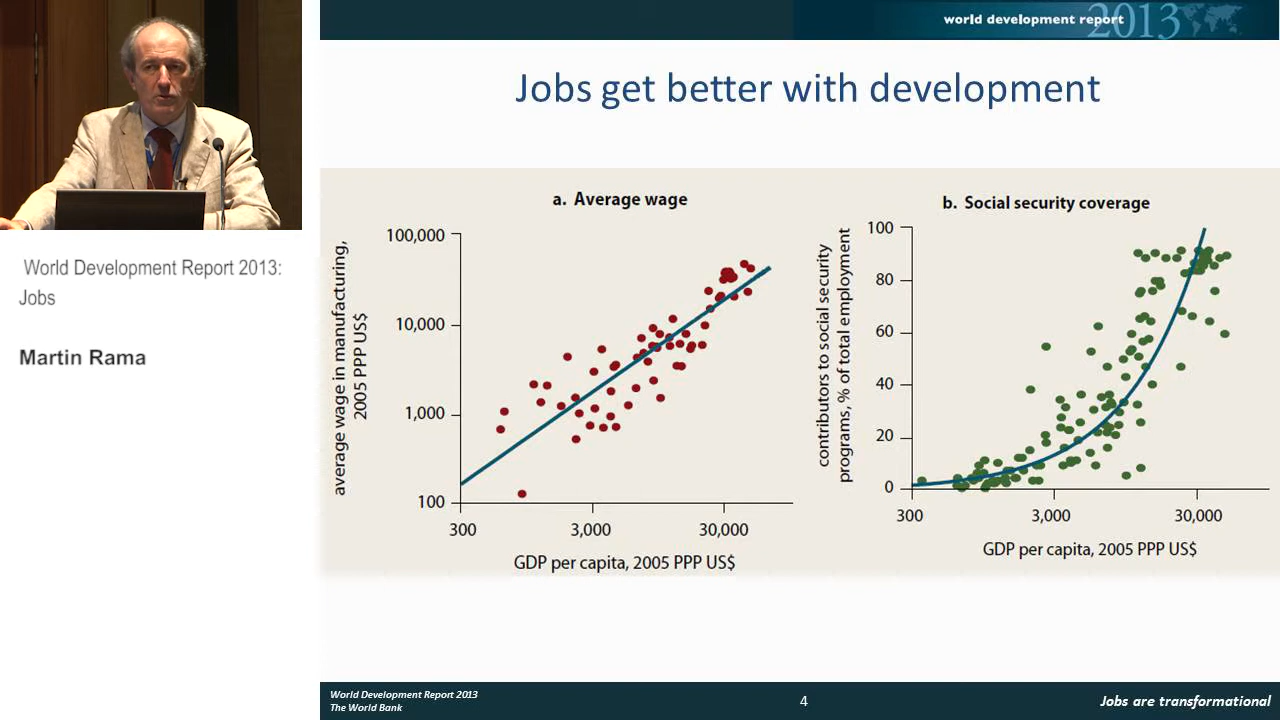 world development report
2013
Jobs get better with development
World Development Report 2013:
Jobs
Martin Rama
a. Average wage
average wage in manufacturing,
2005 PPP US$
100,000
10,000
1,000
100
300
3,000
30,000
GDP per capita, 2005 PPP US$
b. Social security coverage
contributors to social security
programs, % of total employment
100
80
60
40
20
0
300
3,000
30,000
GDP per capita, 2005 PPP US$
World Development Report 2013
The World Bank
4
Jobs are transformational